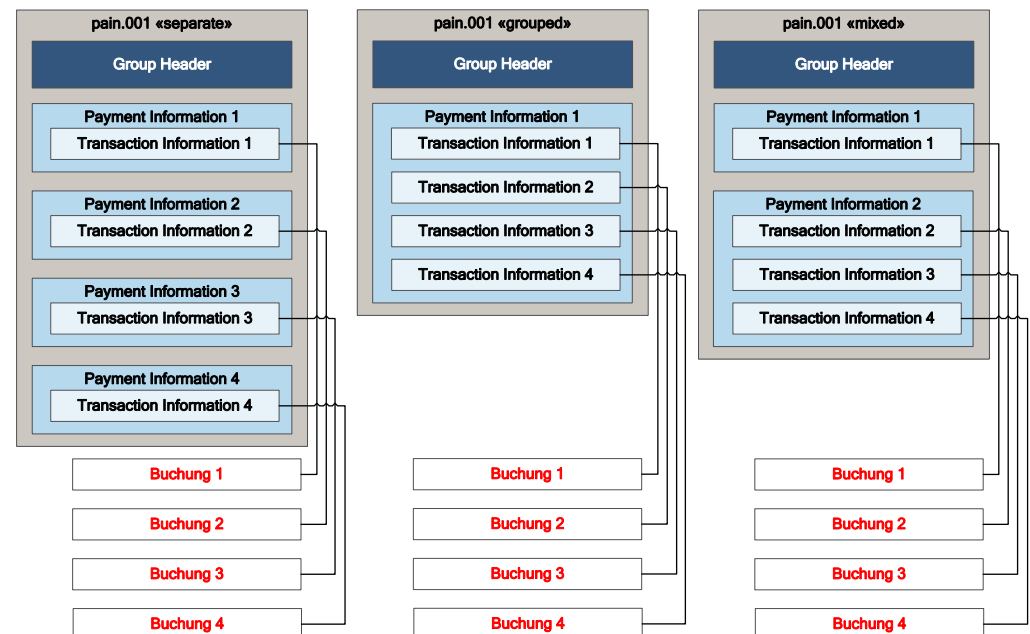 pain.001 «separate»
Group Header
Payment Information 1
Transaction Information 1
Payment Information 2
Transaction Information 2
Payment Information 3
Transaction Information 3
Payment Information 4
Transaction Information 4
Buchung 1
Buchung 2
Buchung 3
Buchung 4
pain.001 «grouped»
Group Header
Payment Information 1
Transaction Information 1
Transaction Information 2
Transaction Information 3
Transaction Information 4
Buchung 1
Buchung 2
Buchung 3
Buchung 4
pain.001 «mixed»
Group Header
Payment Information 1
Transaction Information 1
Payment Information 2
Transaction Information 2
Transaction Information 3
Transaction Information 4
Buchung 1
Buchung 2
Buchung 3
Buchung 4